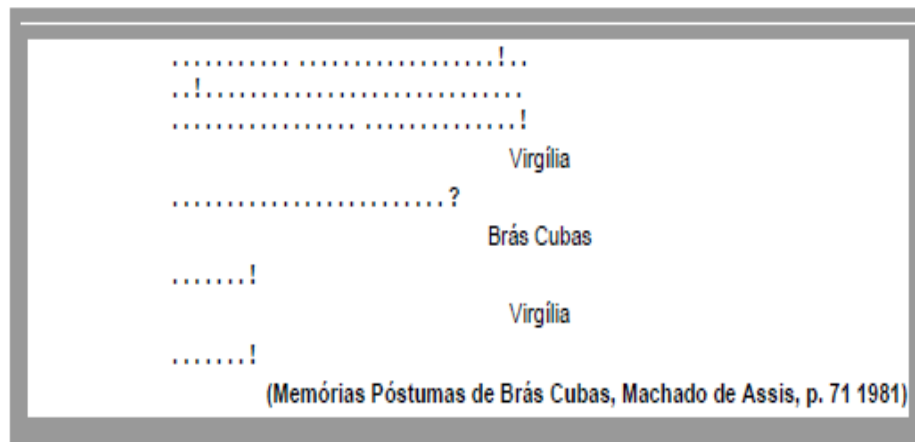 ........... ..................!..
..!.............................
................. ..............!
Virgília
.........................?
Brás Cubas
.......!
Virgília
.......!
(Memórias Póstumas de Brás Cubas, Machado de Assis, p. 71 1981)